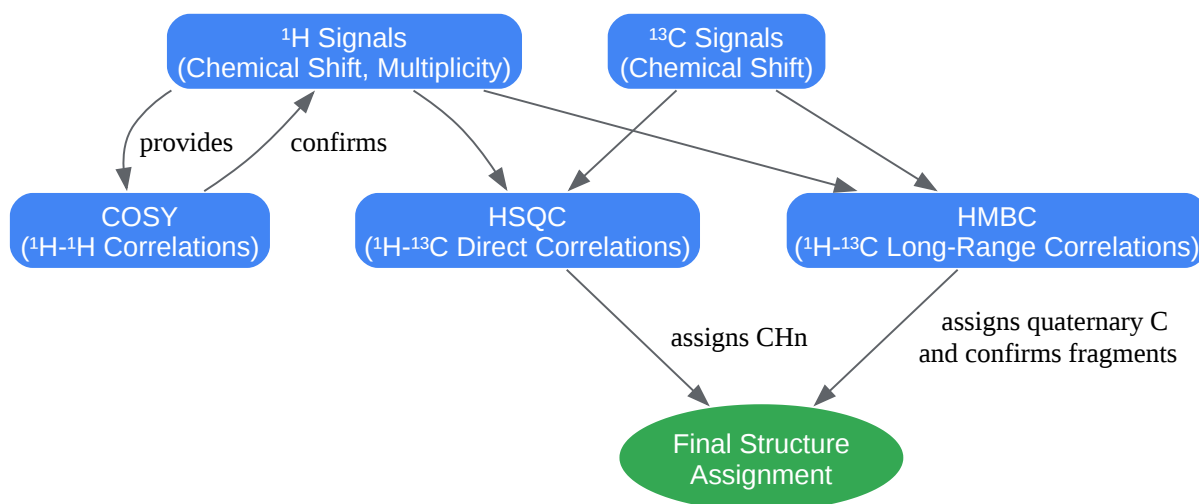 ¹H Signals
(Chemical Shift, Multiplicity)
¹³C Signals
(Chemical Shift)
provides
confirms
COSY
(¹H-¹H Correlations)
HSQC
(¹H-¹³C Direct Correlations)
HMBC
(¹H-¹³C Long-Range Correlations)
assigns CHn
assigns quaternary C
and confirms fragments
Final Structure
Assignment